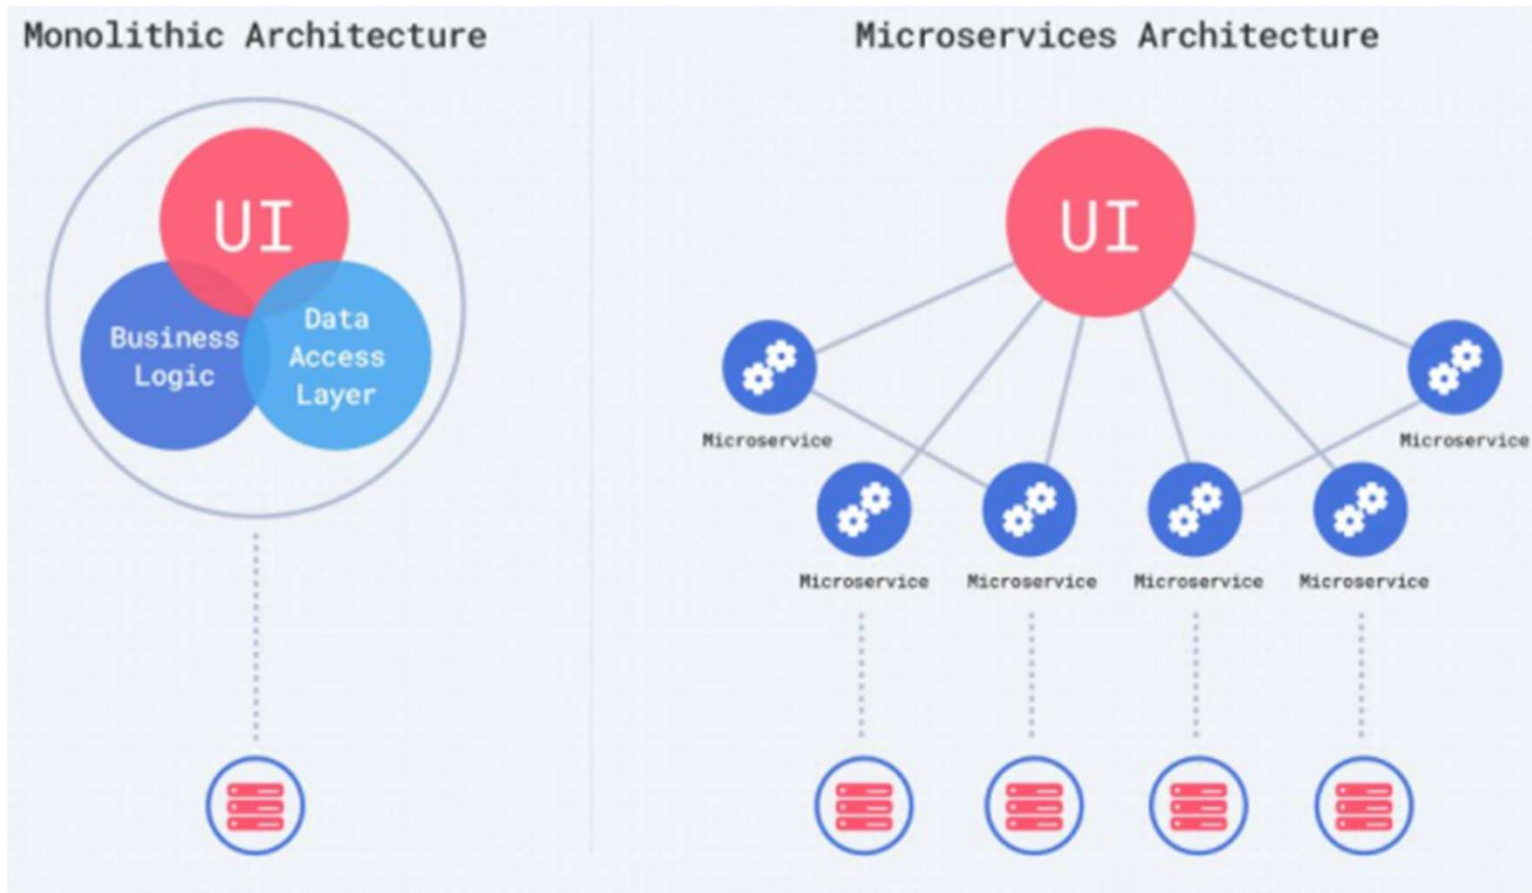 Monolithic Architecture
UI
Business
Logic
Data
Access
Layer
Microservices Architecture
UI
Microservice
Microservice
Microservice
Microservice
Microservice
Microservice